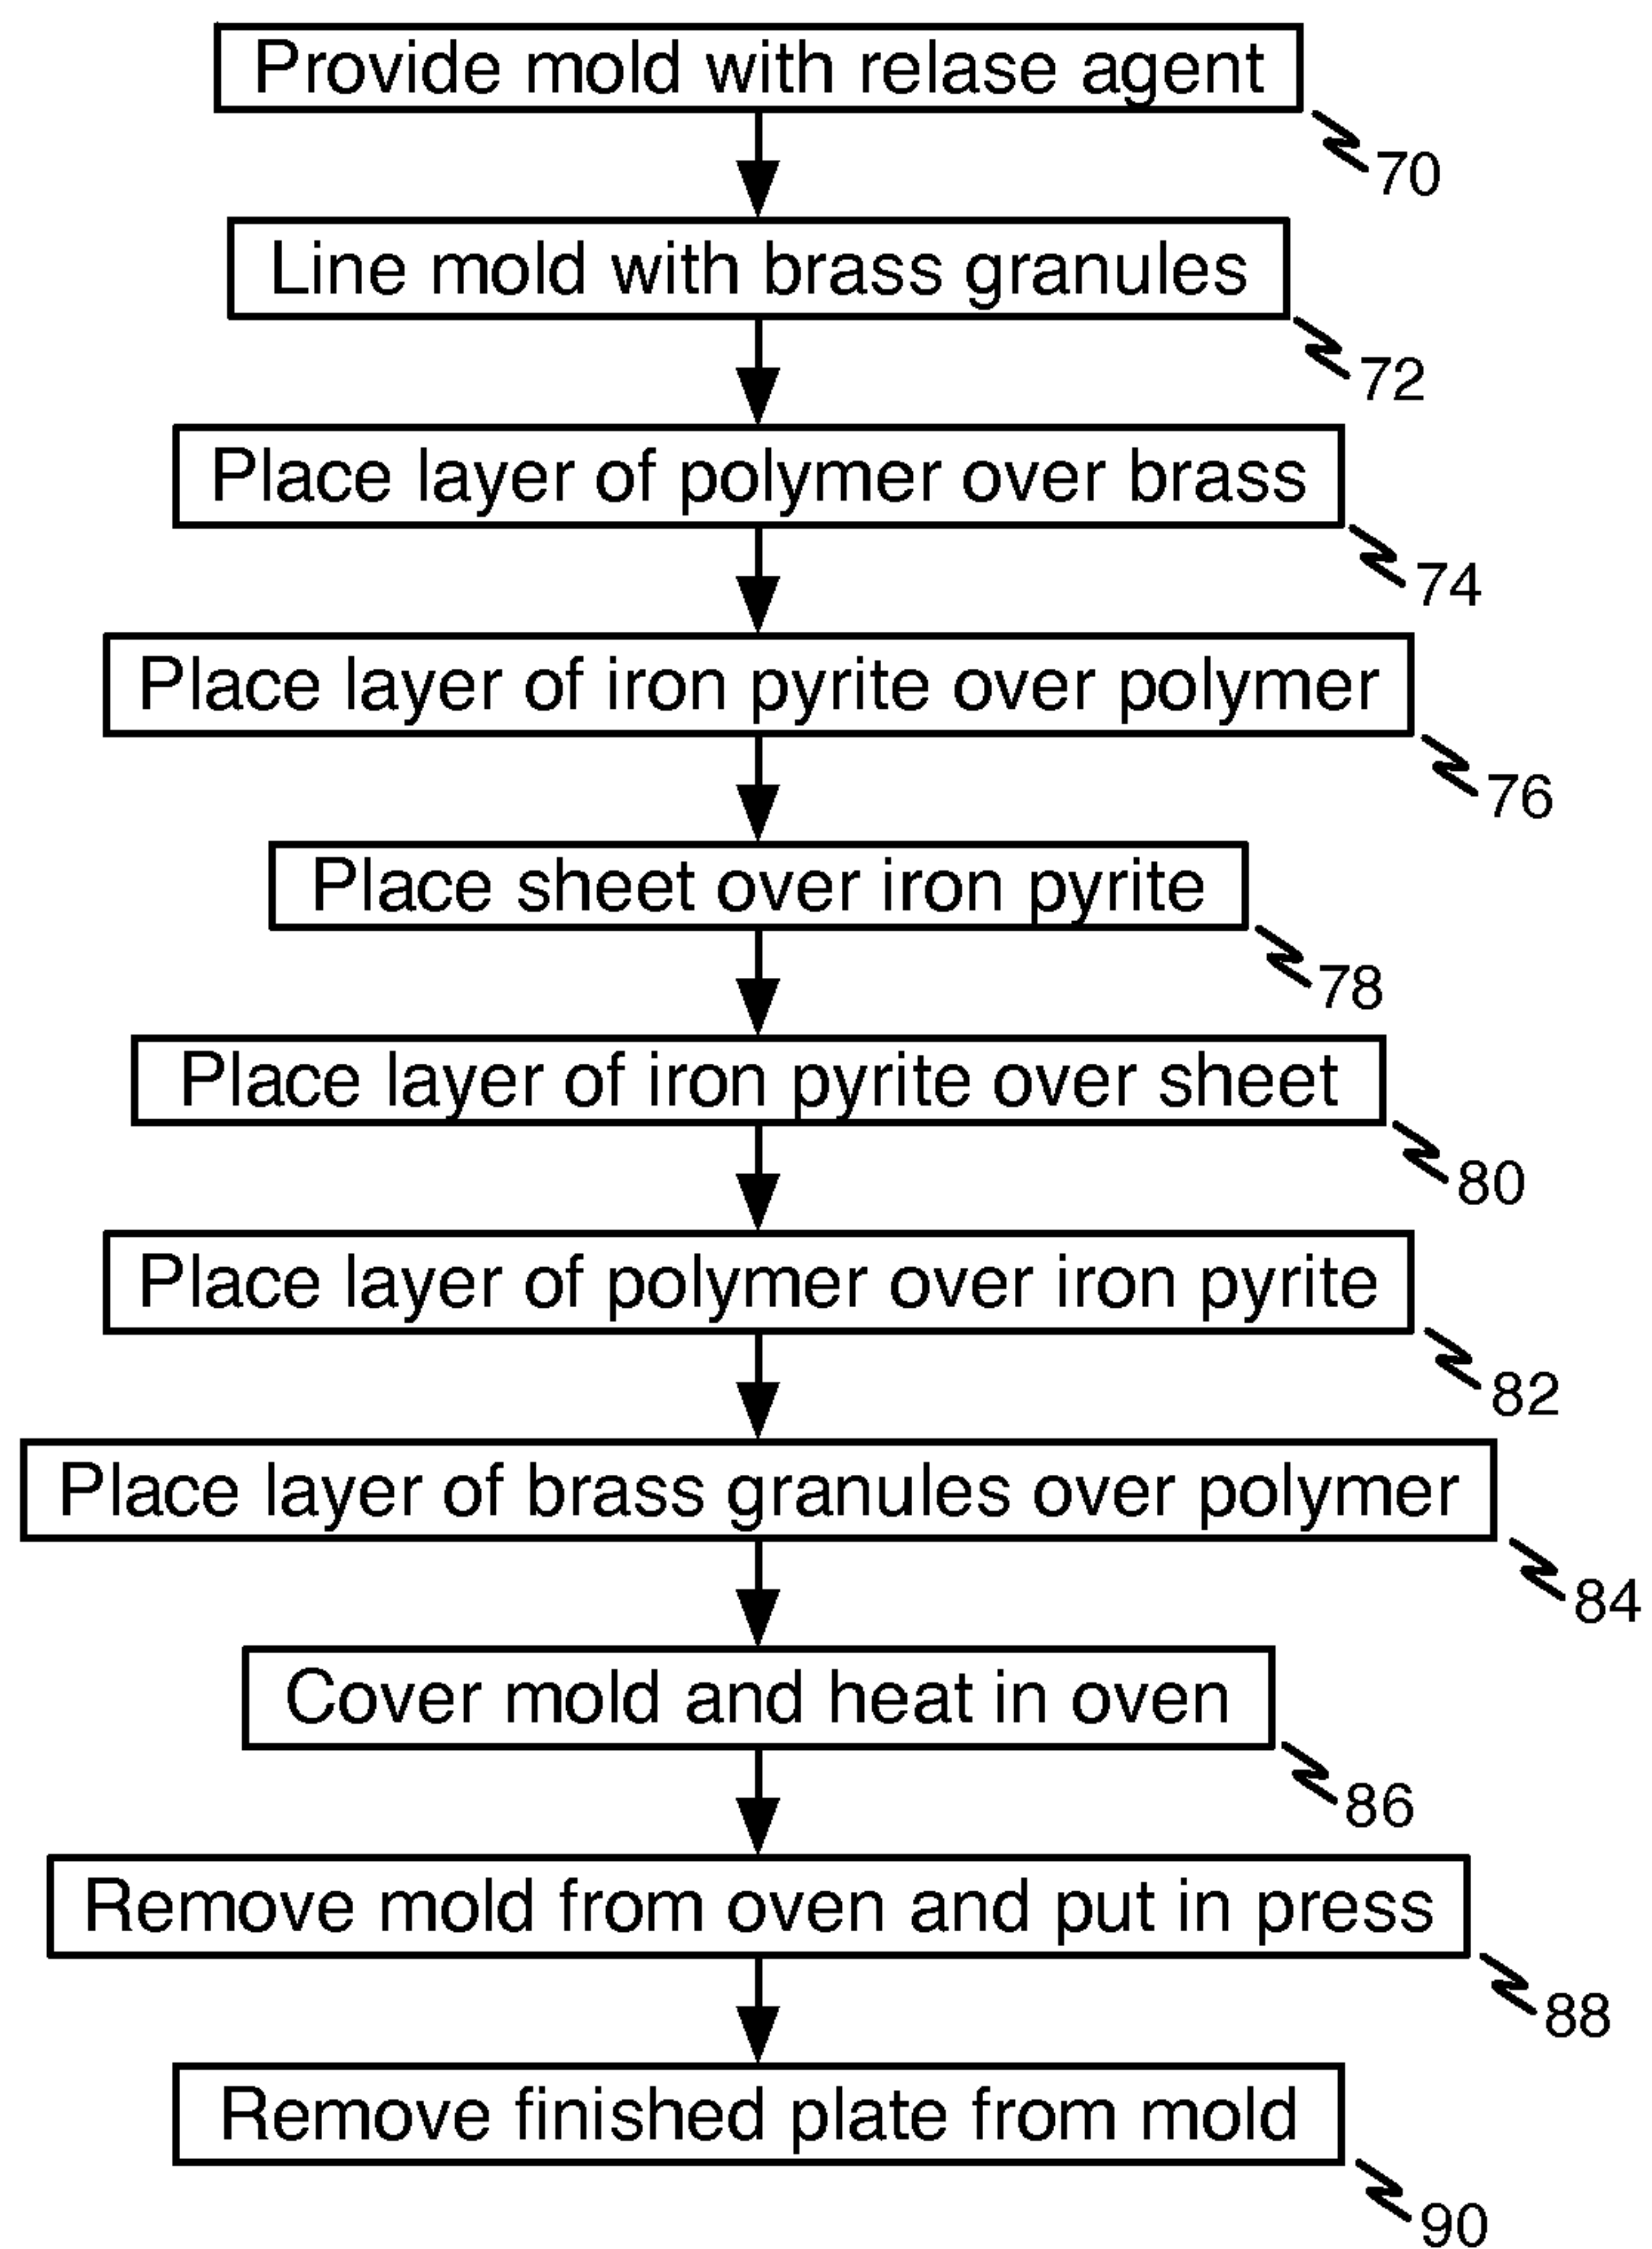 Provide mold with relase agent
70
Line mold with brass granules
72
Place layer of polymer over brass
74
Place layer of iron pyrite over polymer
76
Place sheet over iron pyrite
78
Place layer of iron pyrite over sheet
80
Place layer of polymer over iron pyrite
82
Place layer of brass granules over polymer
84
Cover mold and heat in oven
86
Remove mold from oven and put in press
88
Remove finished plate from mold
90